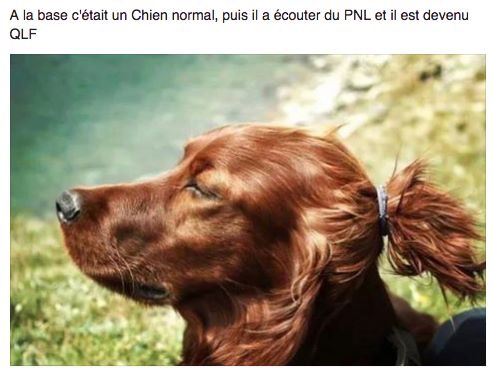 A la base c'était un Chien normal, puis il a écouter du PNL et il est devenu
QLF